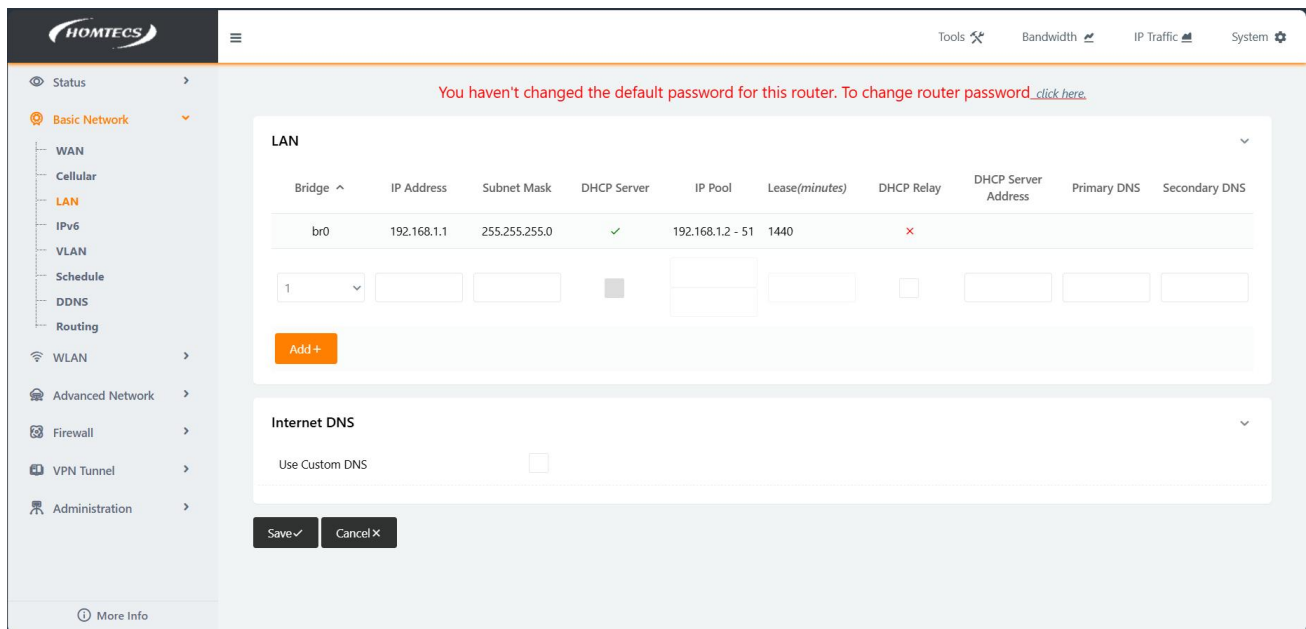 HOMTECS
Tools
Bandwidth
IP Traffic
System
Status
Basic Network
WAN
Cellular
LAN
IPv6
VLAN
Schedule
DDNS
Routing
WLAN
Advanced Network
Firewall
VPN Tunnel
Administration
More Info
You haven't changed the default password for this router. To change router password click here.
LAN
Bridge IP Address Subnet Mask DHCP Server IP Pool Lease(minutes) DHCP Relay DHCP Server Address Primary DNS Secondary DNS
br0 192.168.1.1 255.255.255.0 192.168.1.2 - 51 1440
1
Add +
Internet DNS
Use Custom DNS
Save Cancel